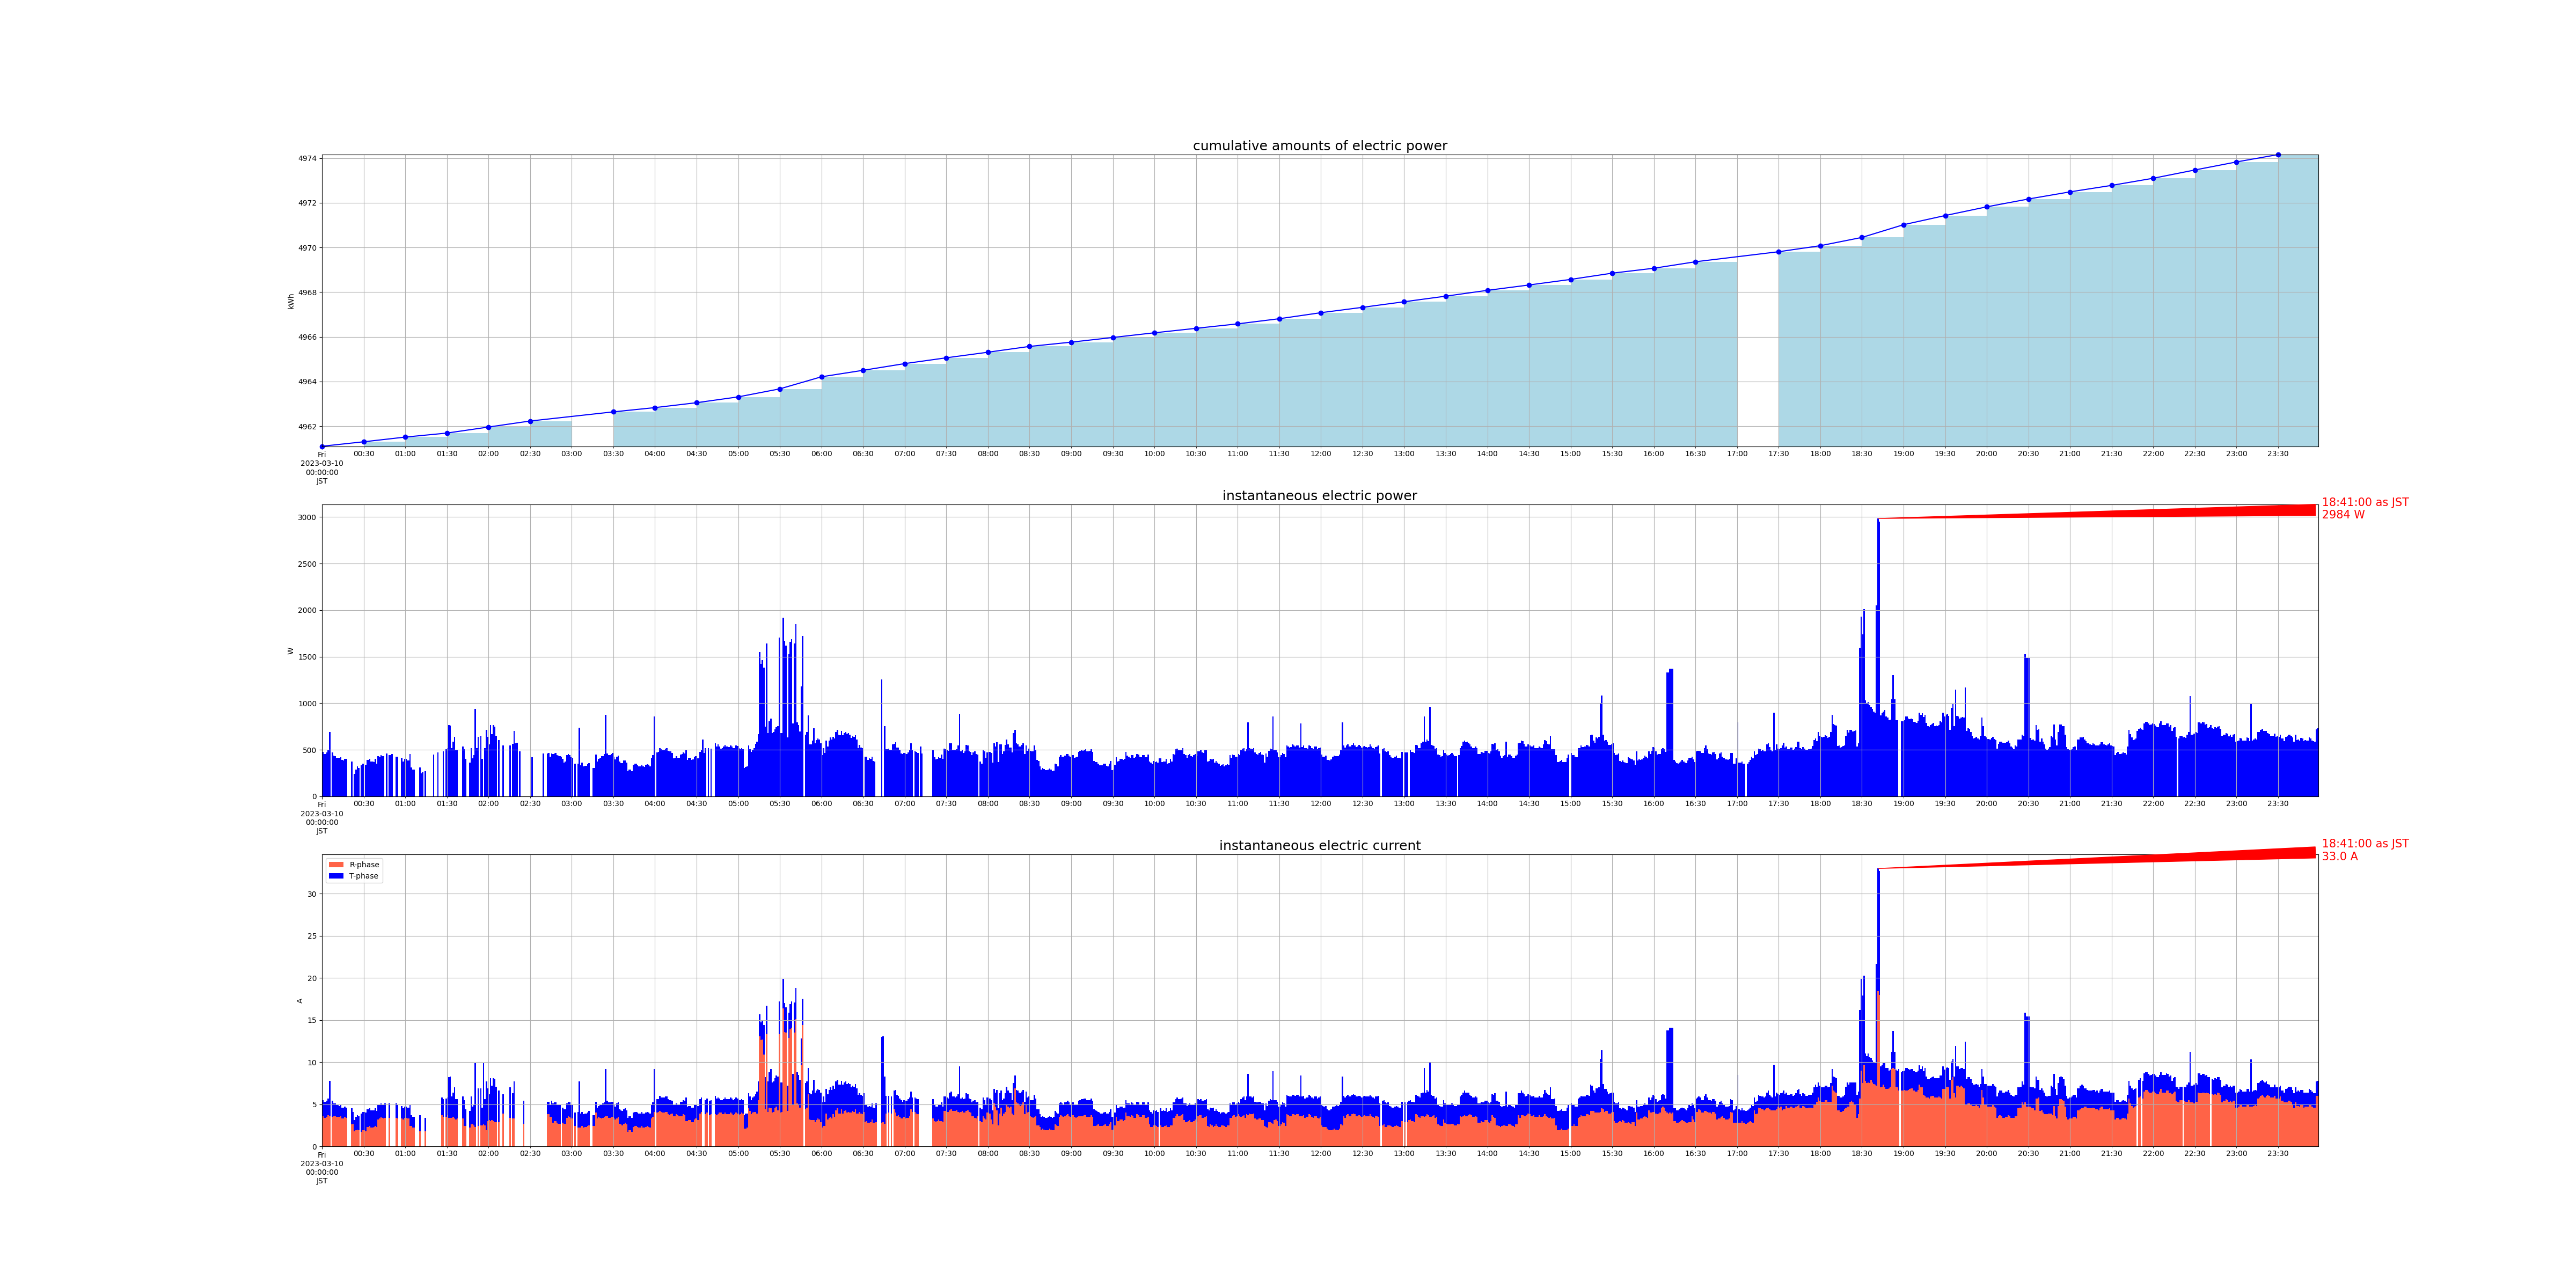 cumulative amounts of electric power
4974
4972
4970
4968
4966
4964
4962
kWh
00:30 01:00 01:30 02:00 02:30 03:00 03:30 04:00 04:30 05:00 05:30 06:00 06:30 07:00 07:30 08:00 08:30 09:00 09:30 10:00 10:30 11:00 11:30 12:00 12:30 13:00 13:30 14:00 14:30 15:00 15:30 16:00 16:30 17:00 17:30 18:00 18:30 19:00 19:30 20:00 20:30 21:00 21:30 22:00 22:30 23:00 23:30
Fri
2023-03-10
00:00:00
JST
instantaneous electric power
18:41:00 as JST
2984 W
3000
2500
2000
1500
1000
500
0
W
00:30 01:00 01:30 02:00 02:30 03:00 03:30 04:00 04:30 05:00 05:30 06:00 06:30 07:00 07:30 08:00 08:30 09:00 09:30 10:00 10:30 11:00 11:30 12:00 12:30 13:00 13:30 14:00 14:30 15:00 15:30 16:00 16:30 17:00 17:30 18:00 18:30 19:00 19:30 20:00 20:30 21:00 21:30 22:00 22:30 23:00 23:30
Fri
2023-03-10
00:00:00
JST
instantaneous electric current
18:41:00 as JST
33.0 A
R-phase
T-phase
30
25
20
15
10
5
0
A
00:30 01:00 01:30 02:00 02:30 03:00 03:30 04:00 04:30 05:00 05:30 06:00 06:30 07:00 07:30 08:00 08:30 09:00 09:30 10:00 10:30 11:00 11:30 12:00 12:30 13:00 13:30 14:00 14:30 15:00 15:30 16:00 16:30 17:00 17:30 18:00 18:30 19:00 19:30 20:00 20:30 21:00 21:30 22:00 22:30 23:00 23:30
Fri
2023-03-10
00:00:00
JST